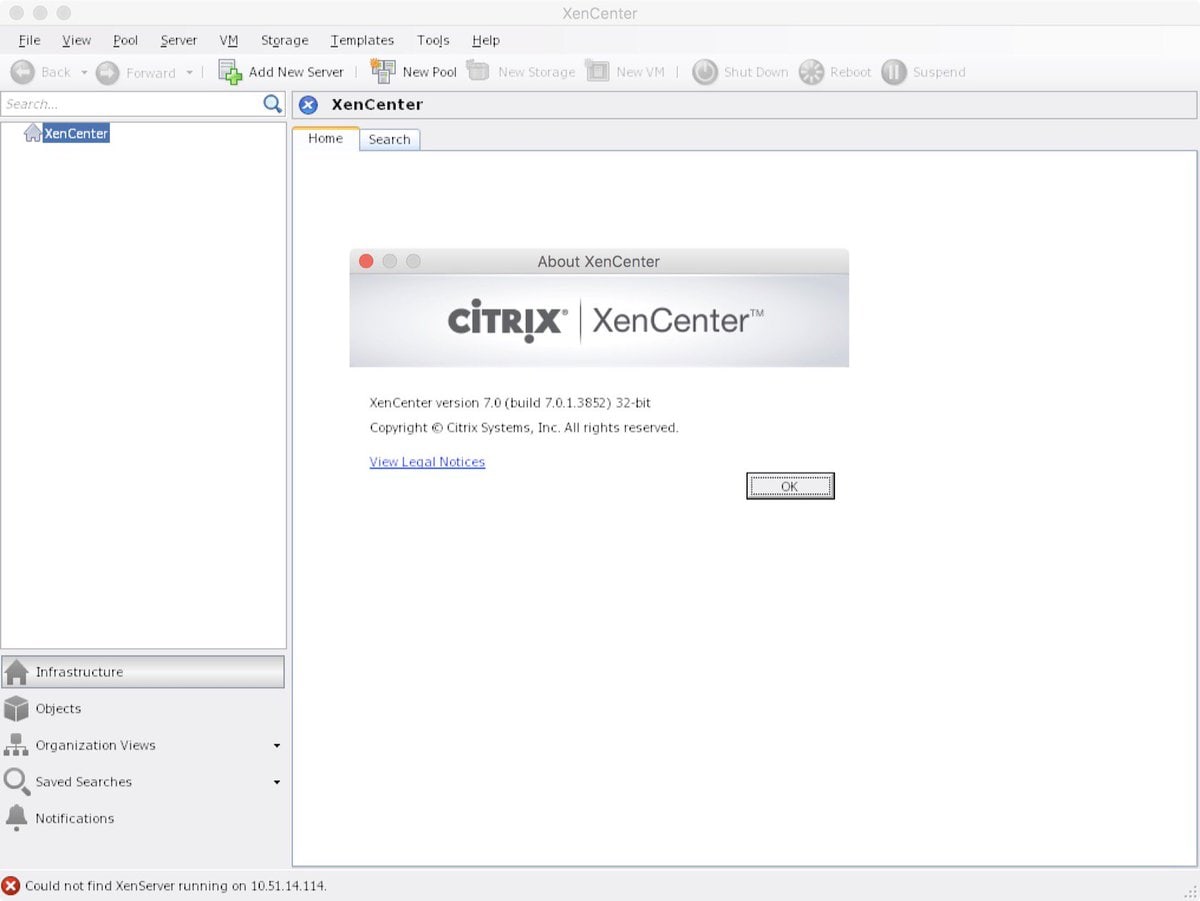 XenCenter
File View Pool Server VM Storage Templates Tools Help
Back Forward Add New Server New Pool New Storage New VM Shut Down Reboot Suspend
Search...
XenCenter
XenCenter
Home Search
About XenCenter
CITRIX® XenCenter™
XenCenter version 7.0 (build 7.0.1.3852) 32-bit
Copyright © Citrix Systems, Inc. All rights reserved.
View Legal Notices
OK
Infrastructure
Objects
Organization Views
Saved Searches
Notifications
Could not find XenServer running on 10.51.14.114.